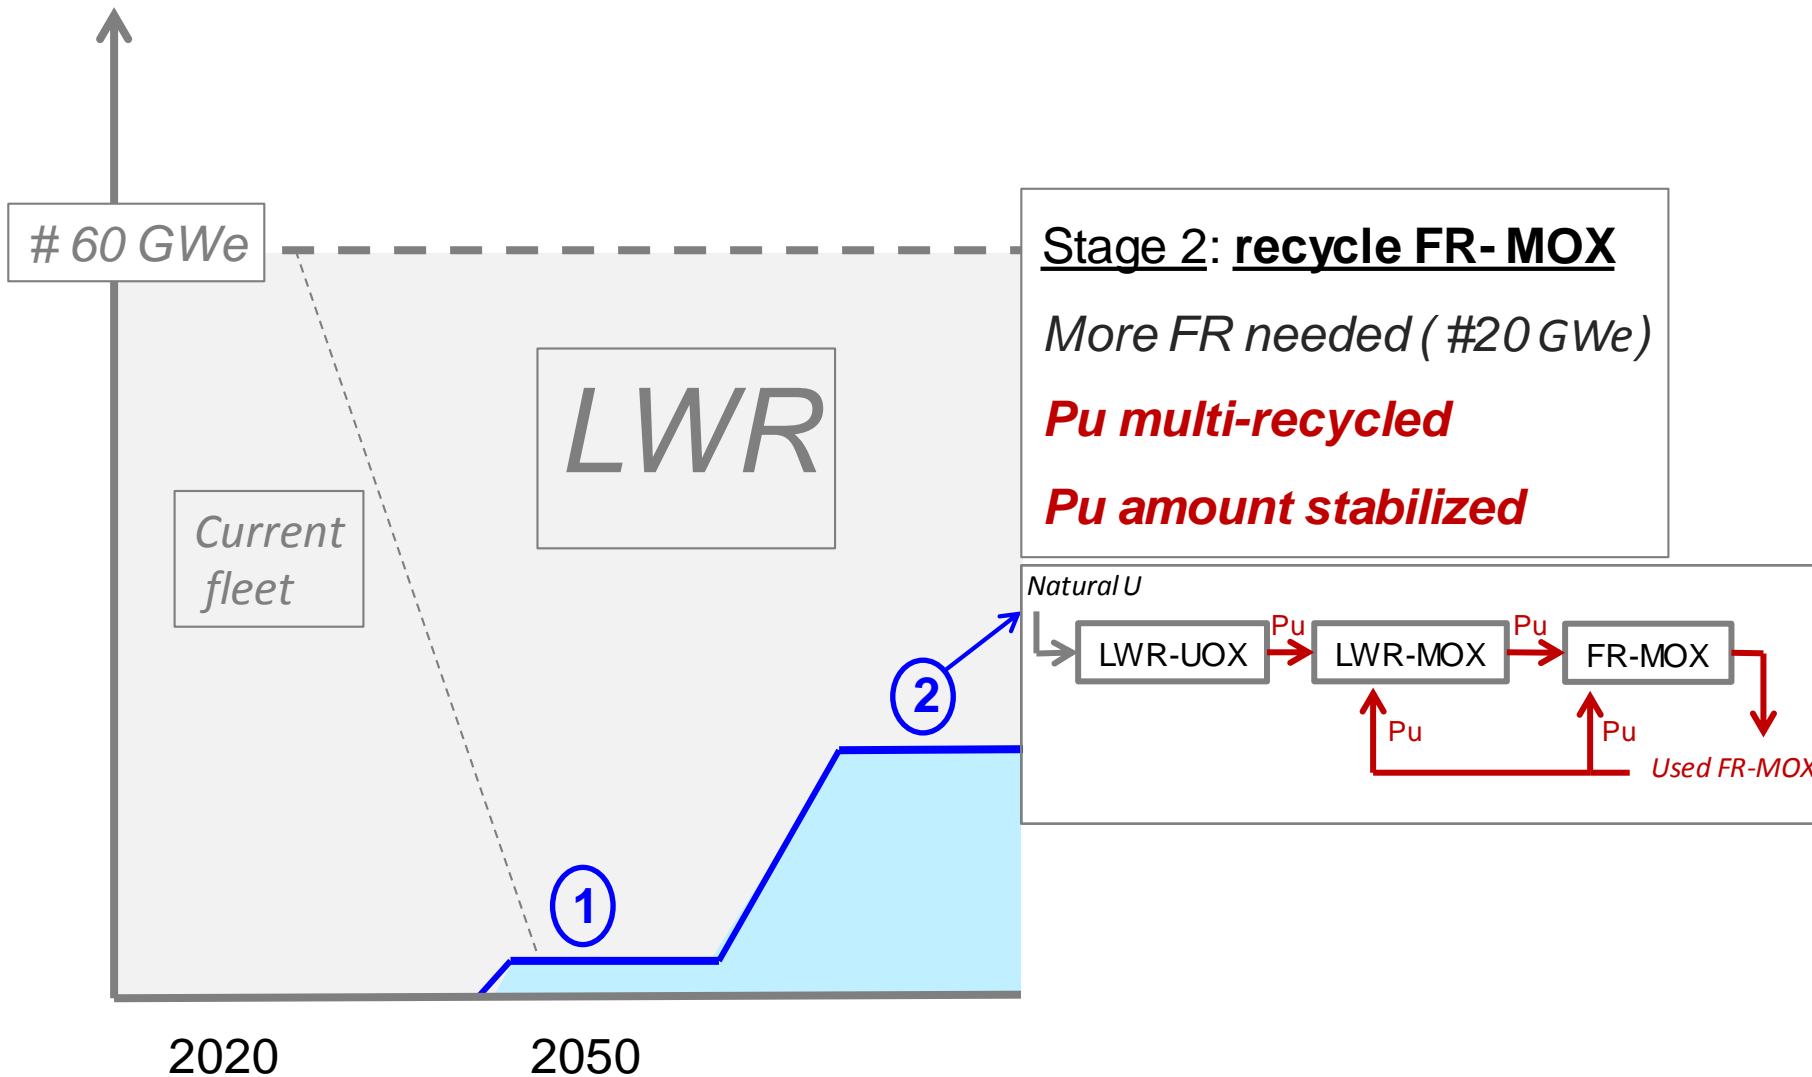 # 60 GWe
Stage 2: recycle FR- MOX
More FR needed ( #20 GWe)
Pu multi-recycled
Pu amount stabilized
LWR
Current
fleet
Natural U
LWR-UOX
Pu
LWR-MOX
Pu
FR-MOX
Pu
Pu
Used FR-MOX
2
1
2020
2050